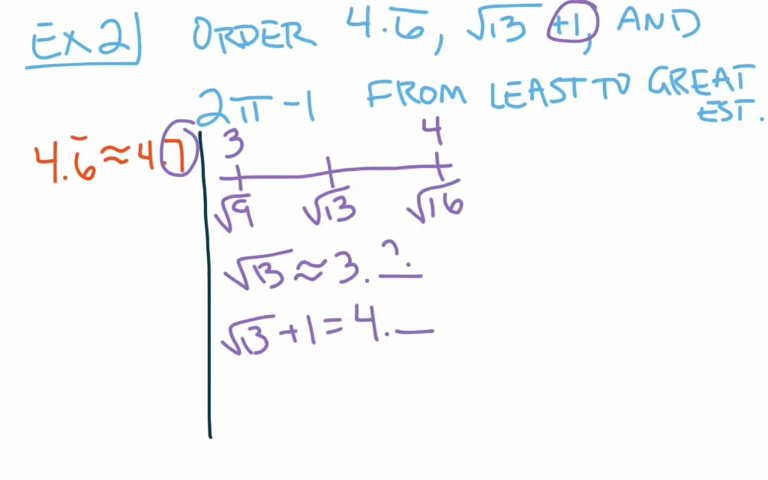 Ex 2) ORDER 4.6̅, √13 +1, AND
2π -1 FROM LEAST TO GREAT
EST.
4.6̅ ≈ 4.7
3 4
√9 √13 √16
√13 ≈ 3. ?
√13 + 1 = 4. __